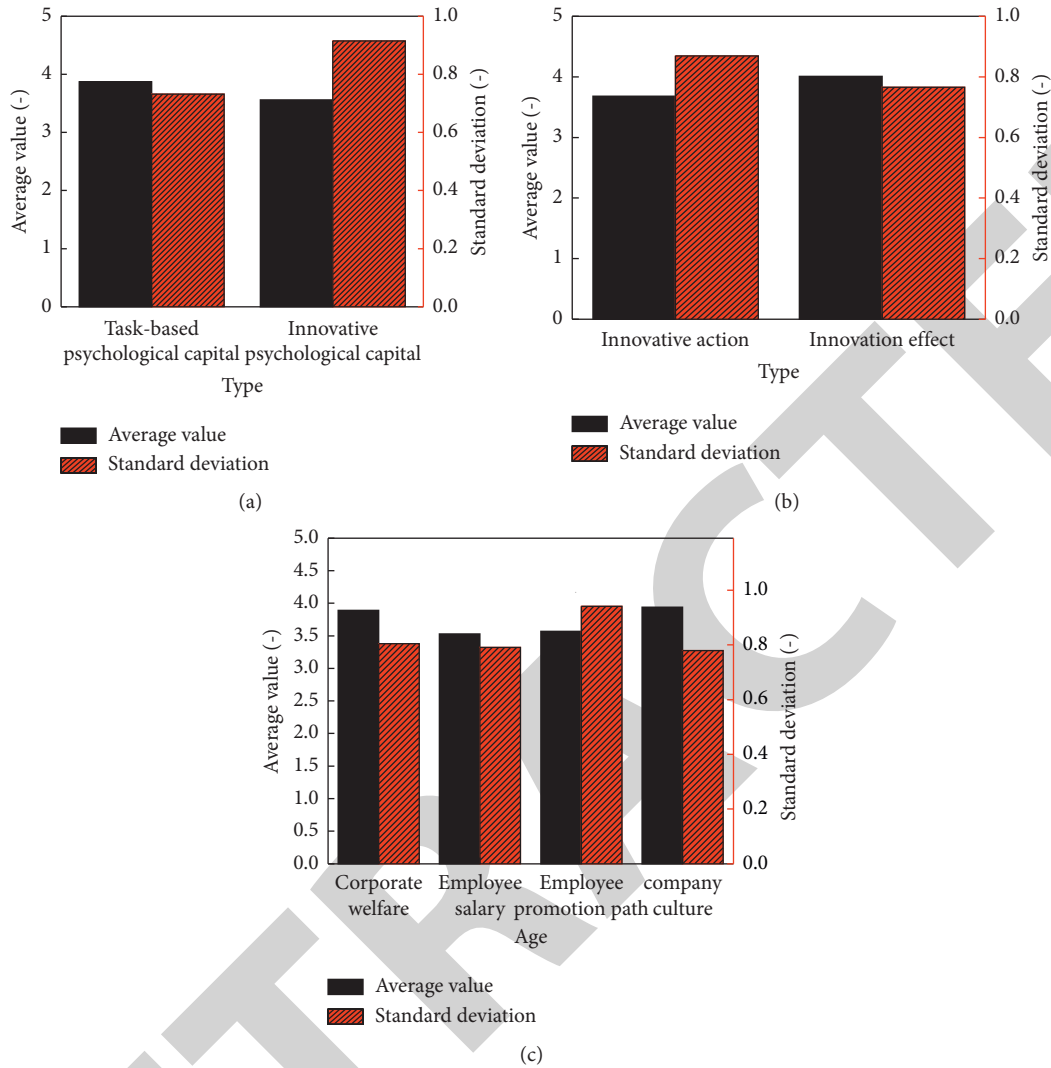 5
4
3
2
1
0
Average value (-)
1.0
0.8
0.6
0.4
0.2
0.0
Standard deviation (-)
Task-based Innovative
psychological capital psychological capital
Type
Average value
Standard deviation
(a)
5
4
3
2
1
0
Average value (-)
1.0
0.8
0.6
0.4
0.2
0.0
Standard deviation (-)
Innovative action Innovation effect
Type
Average value
Standard deviation
(b)
5.0
4.5
4.0
3.5
3.0
2.5
2.0
1.5
1.0
0.5
0.0
Average value (-)
1.0
0.8
0.6
0.4
0.2
0.0
Standard deviation (-)
Corporate Employee Employee company
welfare salary promotion path culture
Age
Average value
Standard deviation
(c)
TRACTE